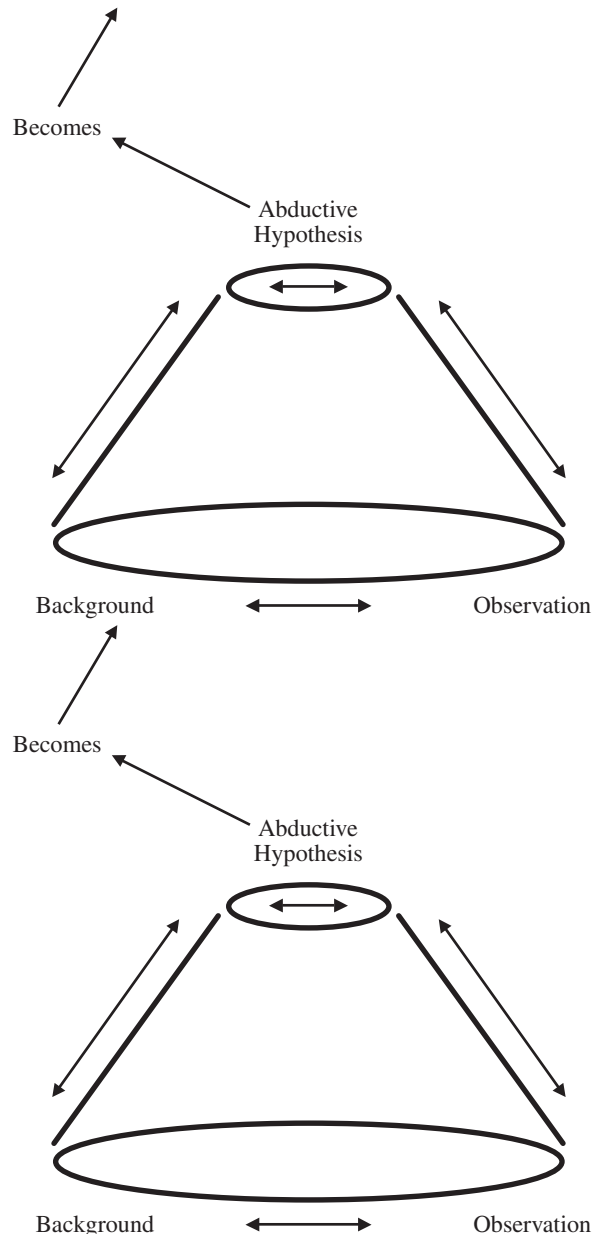 Becomes
Abductive
Hypothesis
Background Observation
Becomes
Abductive
Hypothesis
Background Observation